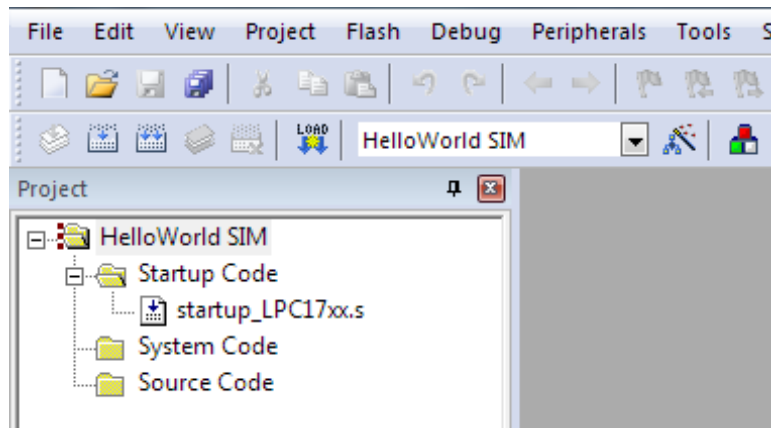 File Edit View Project Flash Debug Peripherals Tools S
LOAD HelloWorld SIM
Project
HelloWorld SIM
Startup Code
startup_LPC17xx.s
System Code
Source Code